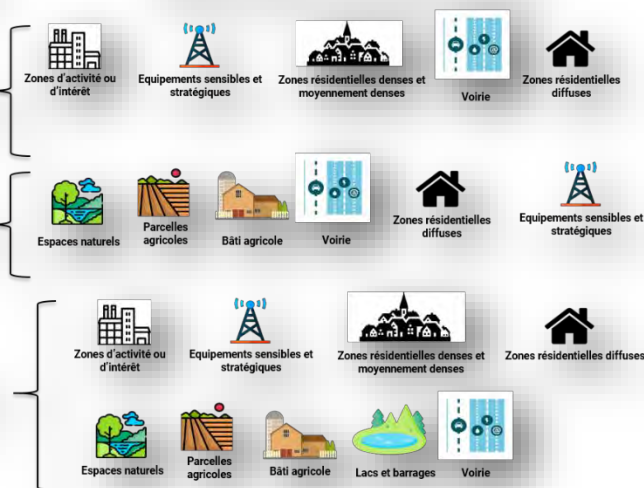 Zones d'activité ou
d'intérêt
Equipements sensibles et
stratégiques
Zones résidentielles denses et
moyennement denses
Voirie
Zones résidentielles
diffuses
Espaces naturels
Parcelles
agricoles
Bâti agricole
Voirie
Zones résidentielles
diffuses
Equipements sensibles et
stratégiques
Zones d'activité ou
d'intérêt
Equipements sensibles et
stratégiques
Zones résidentielles denses et
moyennement denses
Zones résidentielles diffuses
Espaces naturels
Parcelles
agricoles
Bâti agricole
Lacs et barrages
Voirie